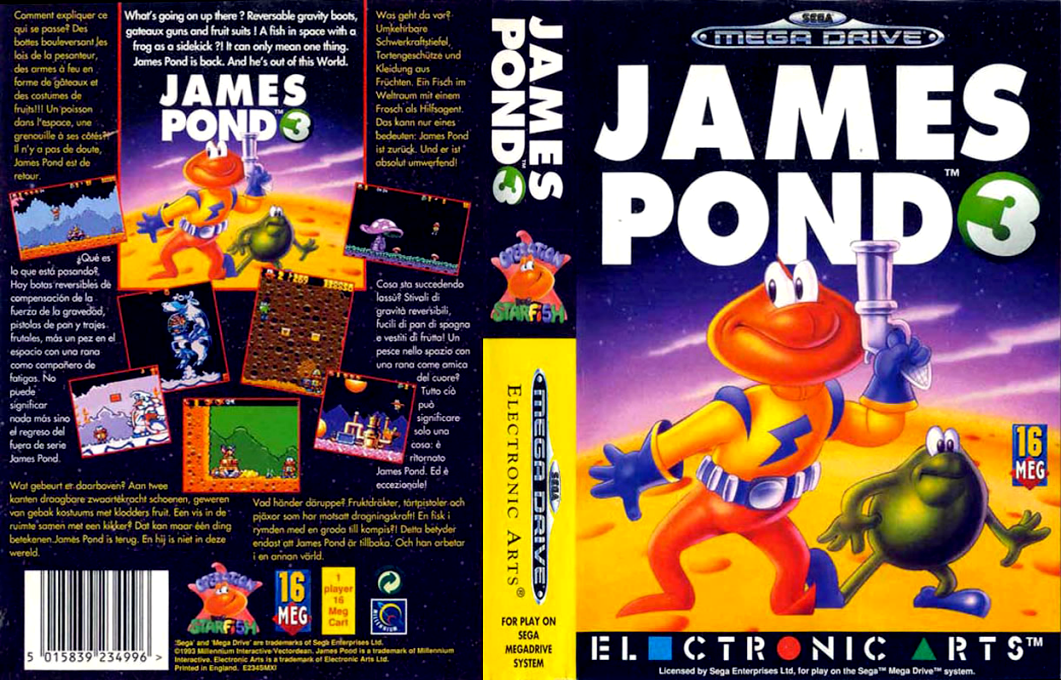 Comment expliquer ce
qui se passe? Des
bottes bouleversant les
lois de la pesanteur,
des armes à feu en
forme de gâteaux et
des costumes de
fruits!!! Un poisson
dans l'espace, une
grenouille à ses côtés?!
Il n'y a pas de doute,
James Pond est de
retour.
What's going on up there ? Reversable gravity boots,
gateaux guns and fruit suits ! A fish in space with a
frog as a sidekick ?! It can only mean one thing.
James Pond is back. And he's out of this World.
JAMES
POND™3
Was geht da vor?
Umkehrbare
Schwerkraftstiefel,
Tortengeschütze und
Kleidung aus
Früchten. Ein Fisch im
Weltraum mit einem
Frosch als Hilfsagent.
Das kann nur eines
bedeuten: James Pond
ist zurück. Und er ist
absolut umwerfend!
¿Qué es
lo que está pasando?
Hay botas reversibles de
compensación de la
fuerza de la gravedad,
pistolas de pan y trajes
frutales, más un pez en el
espacio con una rana
como compañero de
fatigas. No
puede
significar
nada más sino
el regreso del
fuera de serie
James Pond.
Cosa sta succedendo
lassù? Stivali di
gravità reversibili,
fucili di pan di spagna
e vestiti di frutta! Un
pesce nello spazio con
una rana come amica
del cuore?
Tutto ciò
può
significare
solo una
cosa: è
ritornato
James Pond. Ed è
eccezionale!
Wat gebeurt er daarboven? Aan twee
kanten draagbare zwaartekracht schoenen, geweren
van gebak kostuums met klodders fruit. Een vis in de
ruimte samen met een kikker? Dat kan maar één ding
betekenen.James Pond is terug. En hij is niet in deze
wereld.
Vad händer däruppe? Fruktdräkter, tårtpistoler och
pjäxor som har motsatt dragningskraft! En fisk i
rymden med en groda till kompis?! Detta betyder
endast att James Pond är tillbaka. Och han arbetar
i en annan värld.
5 015839 234996 >
OPERATION
STARFISH
16
MEG
1
player
16
Meg
Cart
MILLENNIUM
'Sega' and 'Mega Drive' are trademarks of Sega Enterprises Ltd.
©1993 Millennium Interactive/Vectordean. James Pond is a trademark of Millennium
Interactive. Electronic Arts is a trademark of Electronic Arts Ltd.
Printed in England. E2345MXI
JAMES
POND™3
OPERATION
STARFISH
SEGA
MEGA DRIVE
ELECTRONIC ARTS®
FOR PLAY ON
SEGA
MEGADRIVE
SYSTEM
SEGA
MEGA DRIVE
JAMES
POND™3
16
MEG
ELECTRONIC ARTS™
Licensed by Sega Enterprises Ltd, for play on the Sega™ Mega Drive™ system.